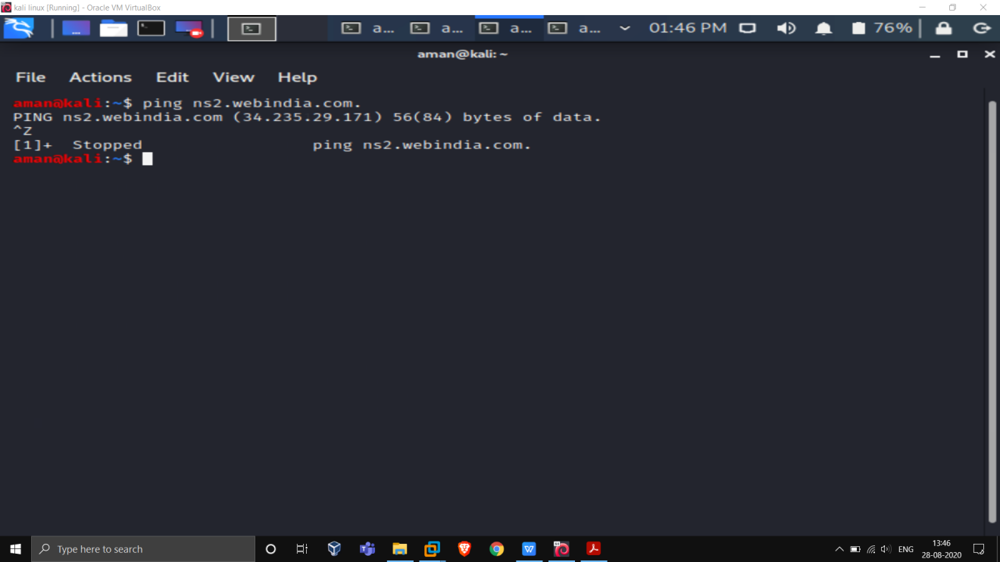 kali linux [Running] - Oracle VM VirtualBox
a... a... a... a... 01:46 PM 76%
aman@kali: ~
File Actions Edit View Help
aman@kali:~$ ping ns2.webindia.com.
PING ns2.webindia.com (34.235.29.171) 56(84) bytes of data.
^Z
[1]+  Stopped                 ping ns2.webindia.com.
aman@kali:~$
Type here to search
ENG
13:46
28-08-2020